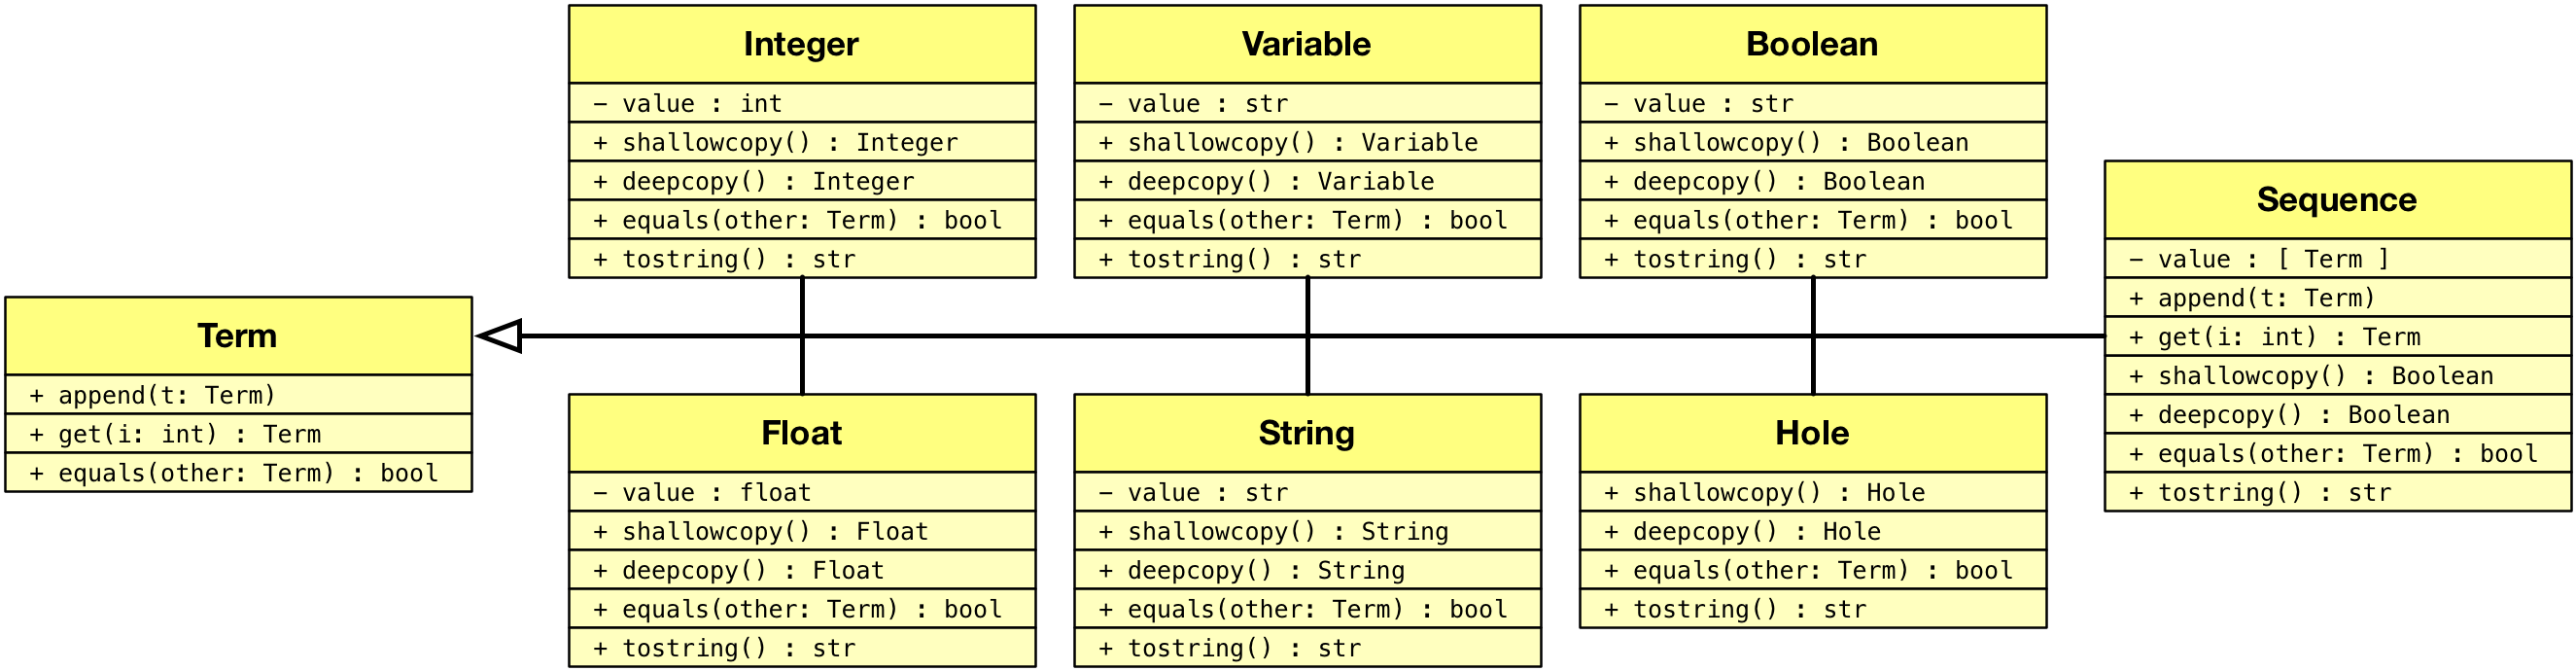 Term
+ append(t: Term)
+ get(i: int) : Term
+ equals(other: Term) : bool
Integer
− value : int
+ shallowcopy() : Integer
+ deepcopy() : Integer
+ equals(other: Term) : bool
+ tostring() : str
Variable
− value : str
+ shallowcopy() : Variable
+ deepcopy() : Variable
+ equals(other: Term) : bool
+ tostring() : str
Boolean
− value : str
+ shallowcopy() : Boolean
+ deepcopy() : Boolean
+ equals(other: Term) : bool
+ tostring() : str
Float
− value : float
+ shallowcopy() : Float
+ deepcopy() : Float
+ equals(other: Term) : bool
+ tostring() : str
String
− value : str
+ shallowcopy() : String
+ deepcopy() : String
+ equals(other: Term) : bool
+ tostring() : str
Hole
+ shallowcopy() : Hole
+ deepcopy() : Hole
+ equals(other: Term) : bool
+ tostring() : str
Sequence
− value : [ Term ]
+ append(t: Term)
+ get(i: int) : Term
+ shallowcopy() : Boolean
+ deepcopy() : Boolean
+ equals(other: Term) : bool
+ tostring() : str